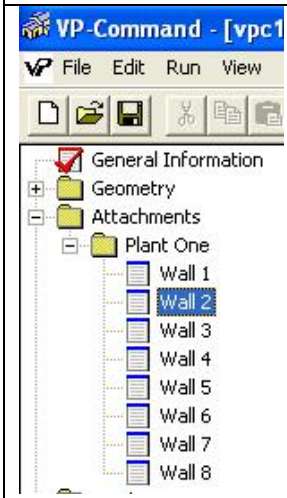 VP-Command - [vpc1
VP File Edit Run View
General Information
Geometry
Attachments
Plant One
Wall 1
Wall 2
Wall 3
Wall 4
Wall 5
Wall 6
Wall 7
Wall 8